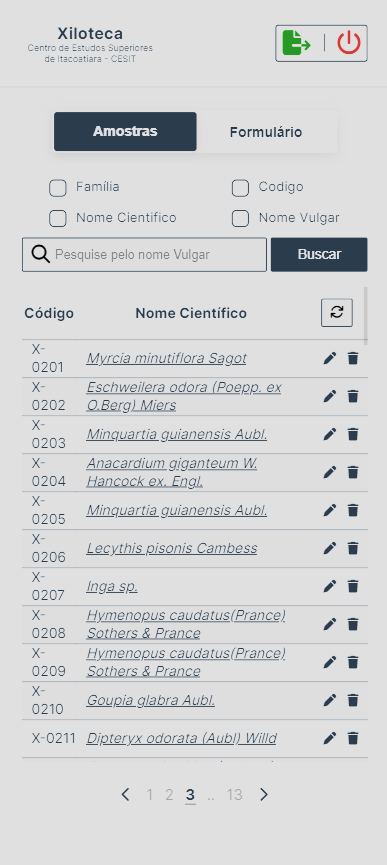 Xiloteca
Centro de Estudos Superiores
de Itacoatiara - CESIT
Amostras
Formulário
Família
Codigo
Nome Cientifico
Nome Vulgar
Pesquise pelo nome Vulgar
Buscar
Código
Nome Científico
X-
0201
Myrcia minutiflora Sagot
X-
0202
Eschweilera odora (Poepp. ex
O.Berg) Miers
X-
0203
Minquartia guianensis Aubl.
X-
0204
Anacardium giganteum W.
Hancock ex. Engl.
X-
0205
Minquartia guianensis Aubl.
X-
0206
Lecythis pisonis Cambess
X-
0207
Inga sp.
X-
0208
Hymenopus caudatus(Prance)
Sothers & Prance
X-
0209
Hymenopus caudatus(Prance)
Sothers & Prance
X-
0210
Goupia glabra Aubl.
X-0211
Dipteryx odorata (Aubl) Willd
1 2 3 .. 13